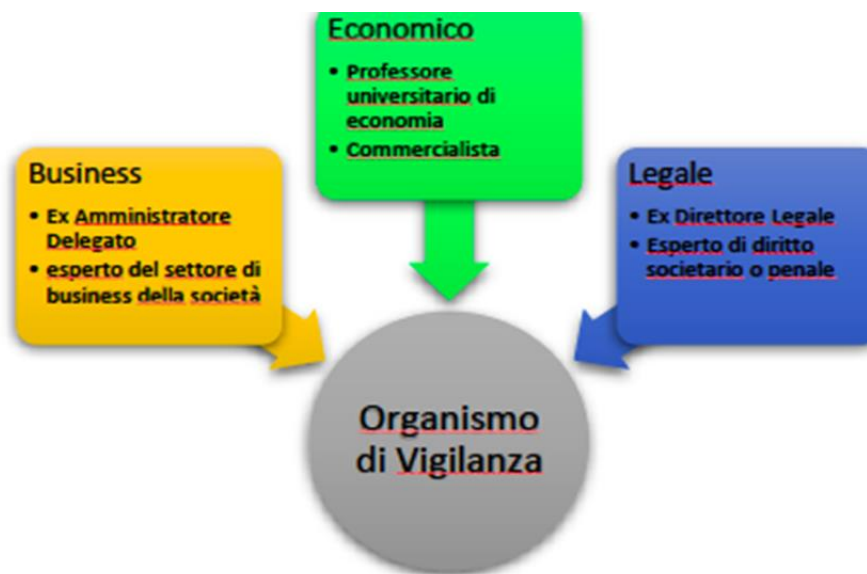 Economico
• Professore
universitario di
economia
• Commercialista
Business
• Ex Amministratore
Delegato
• esperto del settore di
business della società
Legale
• Ex Direttore Legale
• Esperto di diritto
societario o penale
Organismo
di Vigilanza